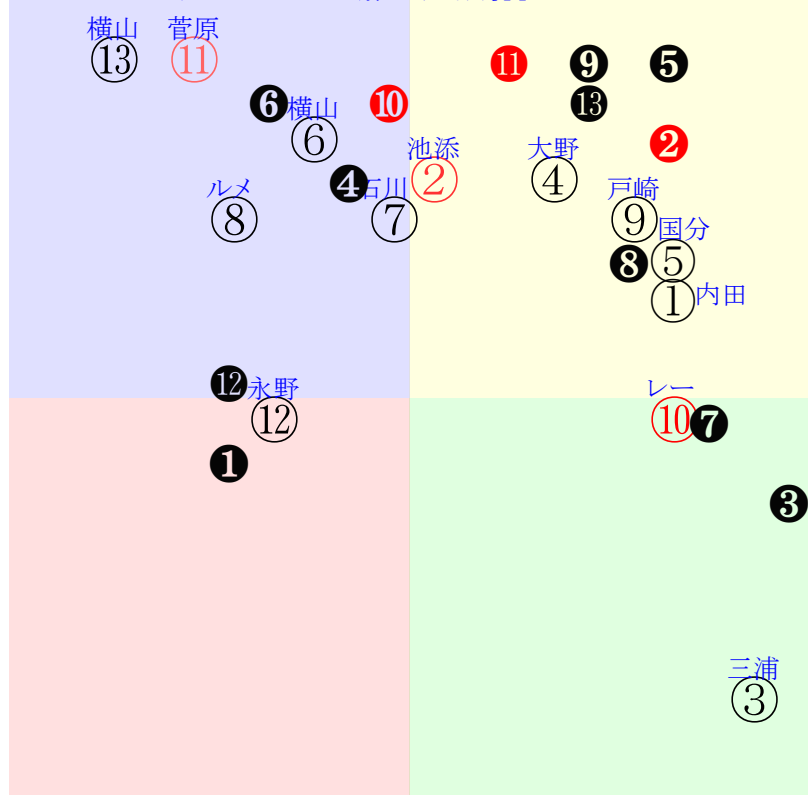 横山 菅原
⑬ ⑪ ⓫ ❾ ❺
❻ 横山 ❿ ⓭
⑥ 池添 大野 ❷
ルメ ❹ 石川 ② ④ 戸崎
⑧ ⑦ ⑨ 国分
❽ ⑤
① 内田
⓬ 永野 レー
⑫ ⑩ ❼
❶
❸
三浦
③